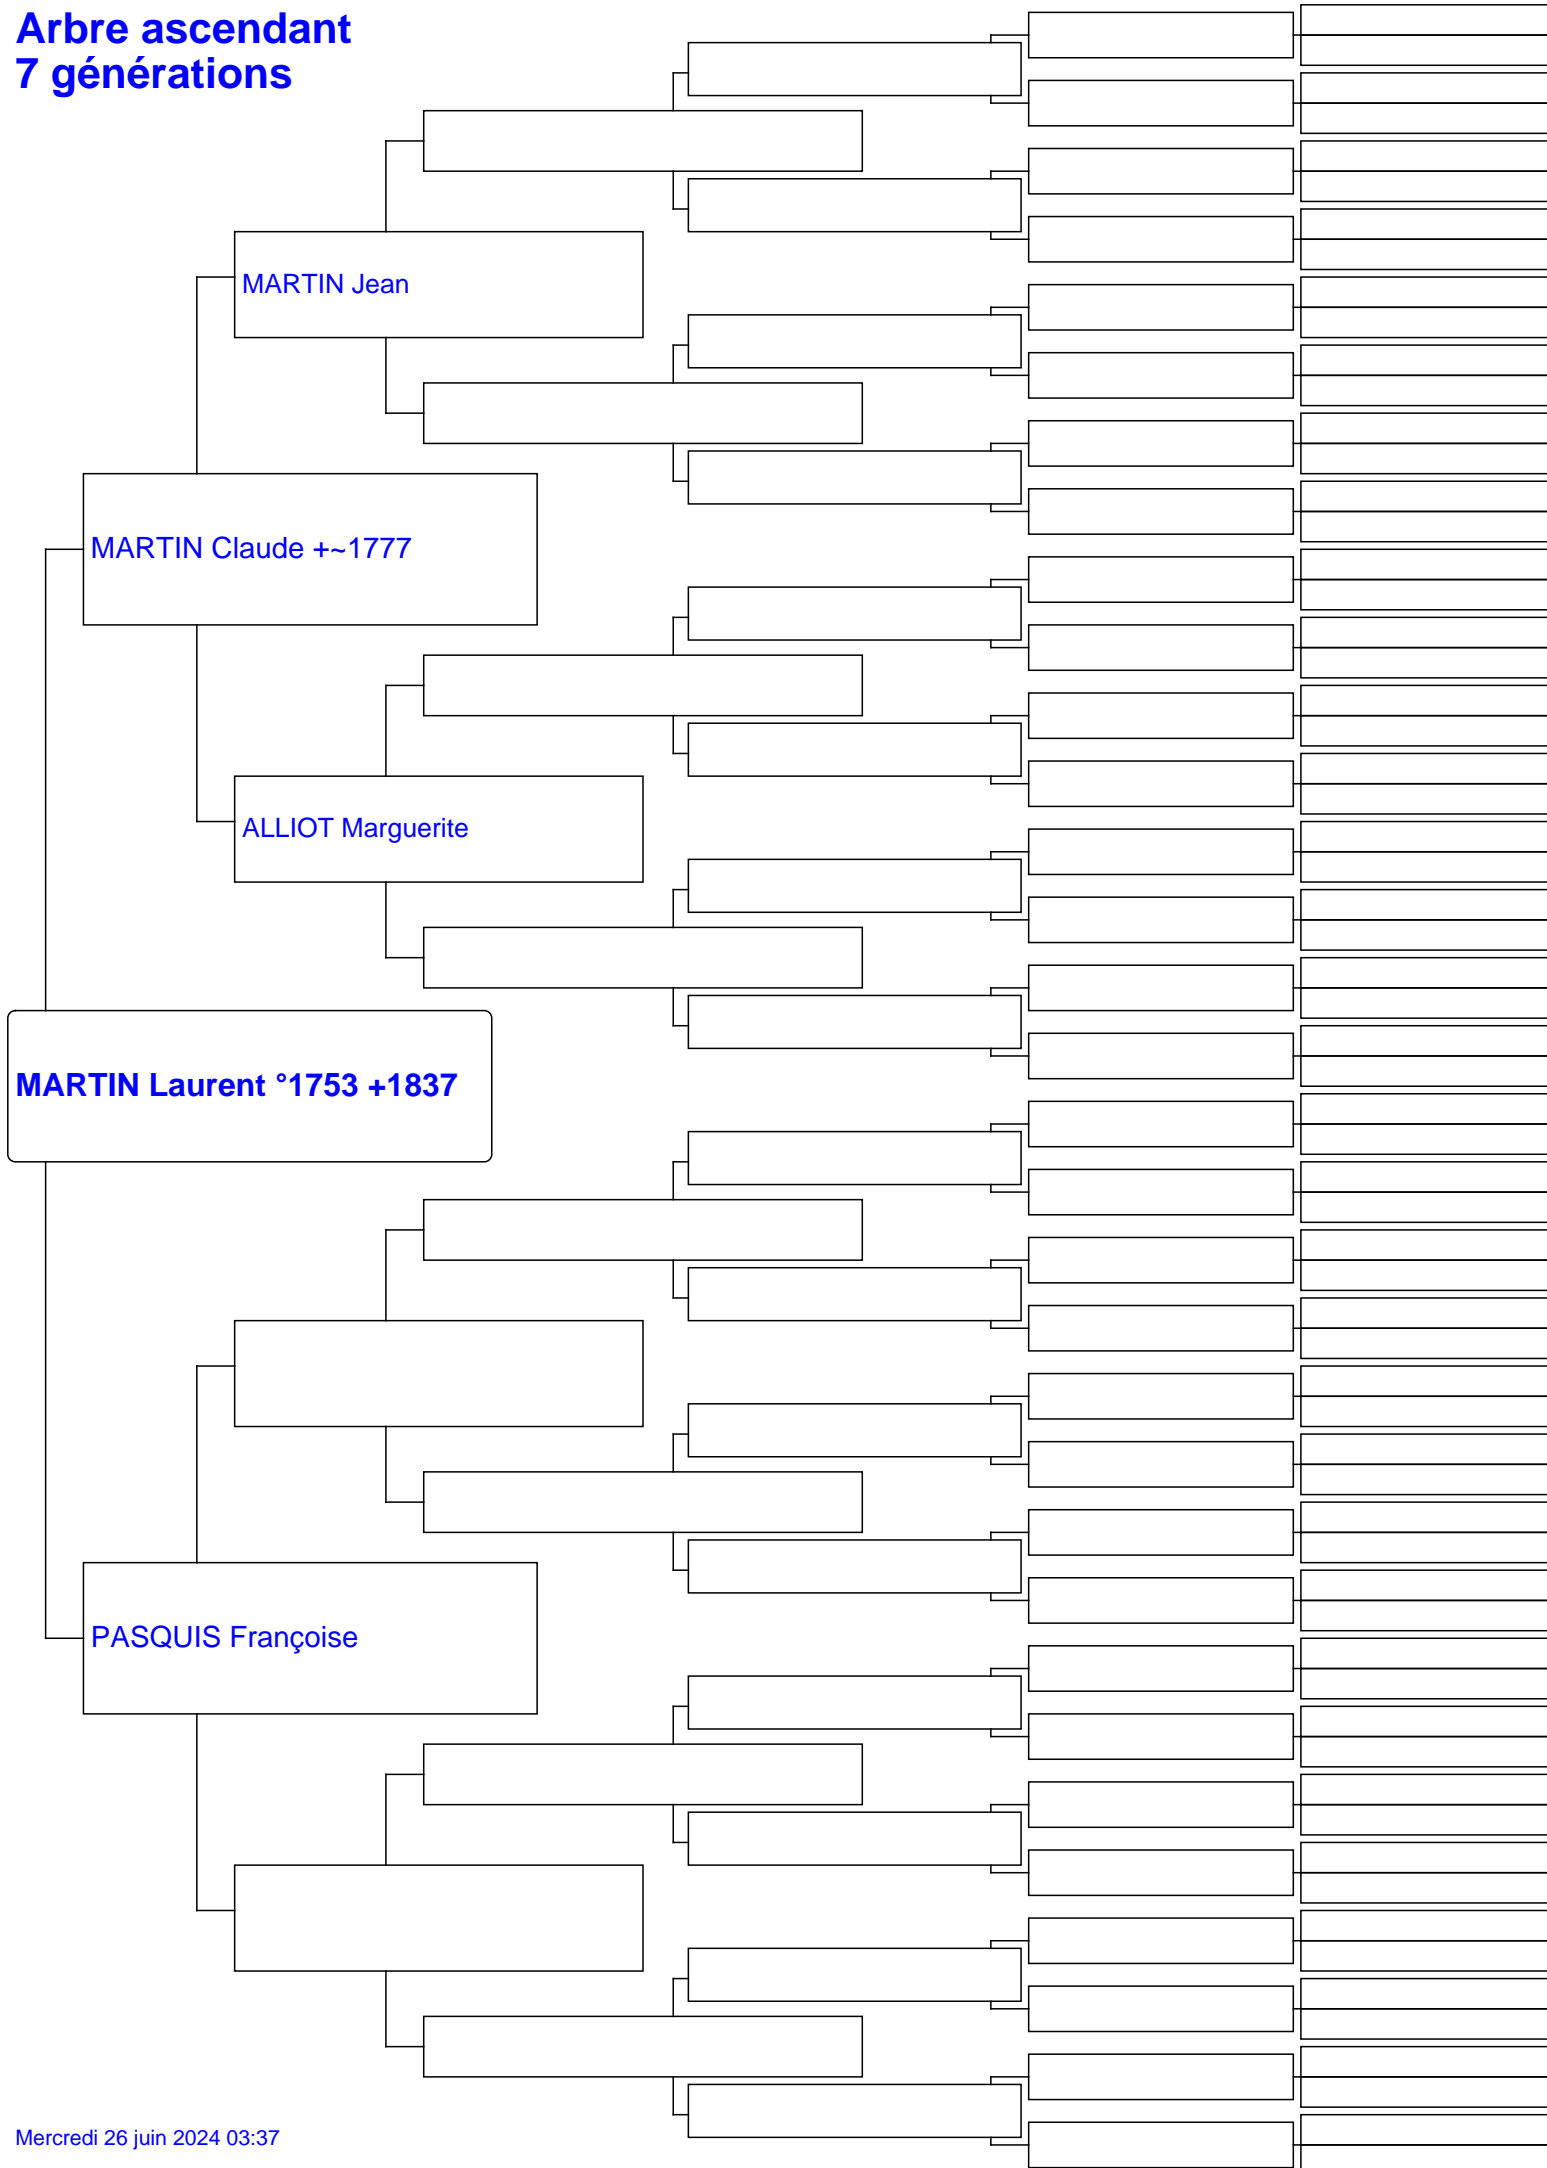 Arbre ascendant
7 générations
MARTIN Jean
MARTIN Claude +~1777
ALLIOT Marguerite
MARTIN Laurent °1753 +1837
PASQUIS Françoise
Mercredi 26 juin 2024 03:37